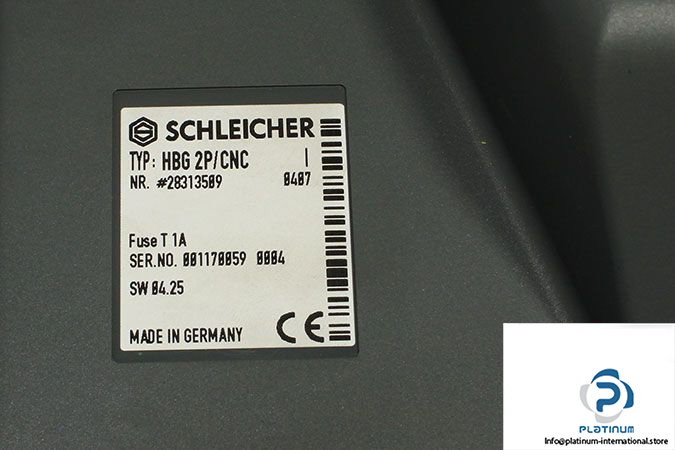 SCHLEICHER
TYP: HBG 2P/CNC I
NR. #28313509 0407
Fuse T 1A
SER.NO. 001170059 0004
SW 04.25
MADE IN GERMANY CE
PLATINUM
Info@platinum-international.store